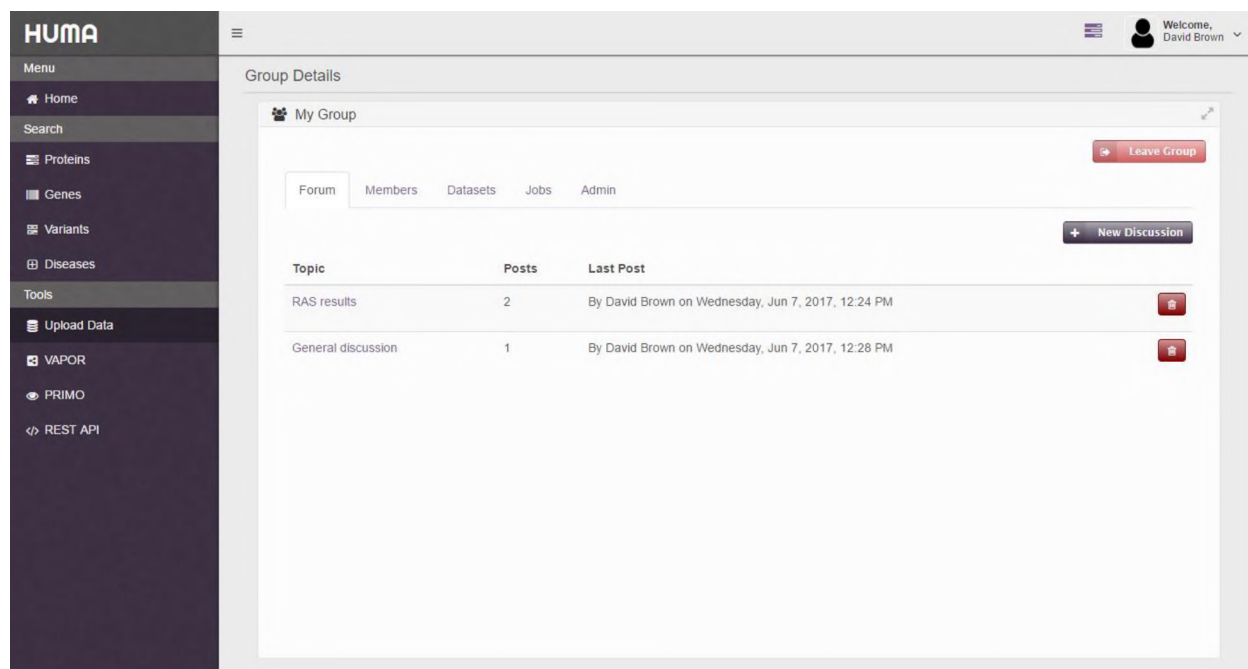 HUMA
Welcome,
David Brown
Menu
Home
Search
Proteins
Genes
Variants
Diseases
Tools
Upload Data
VAPOR
PRIMO
</> REST API
Group Details
My Group
Leave Group
Forum Members Datasets Jobs Admin
+ New Discussion
Topic Posts Last Post
RAS results 2 By David Brown on Wednesday, Jun 7, 2017, 12:24 PM
General discussion 1 By David Brown on Wednesday, Jun 7, 2017, 12:28 PM